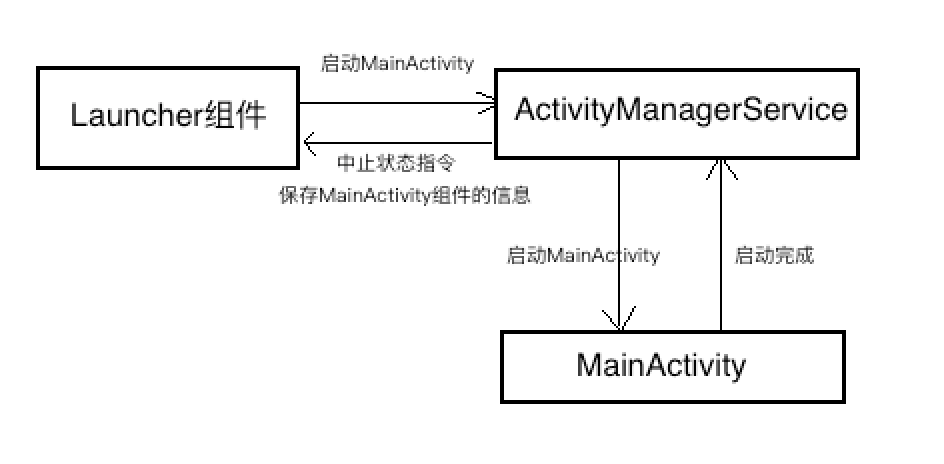 启动MainActivity
Launcher组件
ActivityManagerService
中止状态指令
保存MainActivity组件的信息
启动MainActivity
启动完成
MainActivity